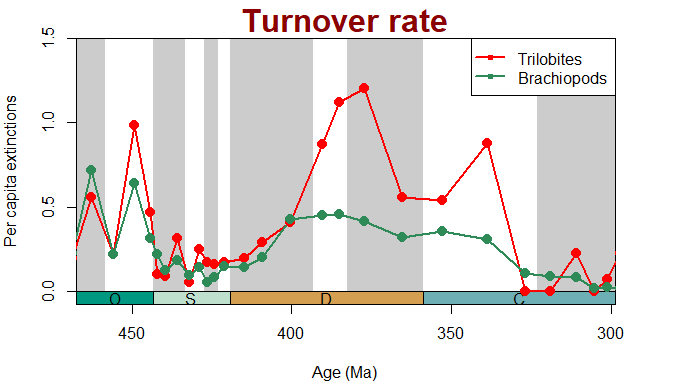 Turnover rate
Trilobites
Brachiopods
Per capita extinctions
1.5
1.0
0.5
0.0
O S D C
450 400 350 300
Age (Ma)